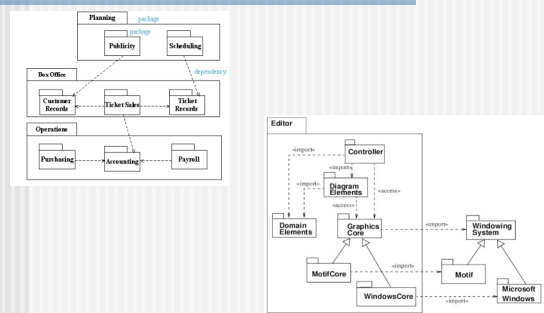 Planning
package
package
Publicity
Scheduling
dependency
Box Office
Customer
Records
Ticket Sales
Ticket
Records
Operations
Purchasing
Accounting
Payroll
Editor
Controller
«import»
«import»
Diagram
Elements
«import»
«access»
«access»
Domain
Elements
Graphics
Core
«import»
Windowing
System
MotifCore
«import»
Motif
WindowsCore
«import»
Microsoft
Windows